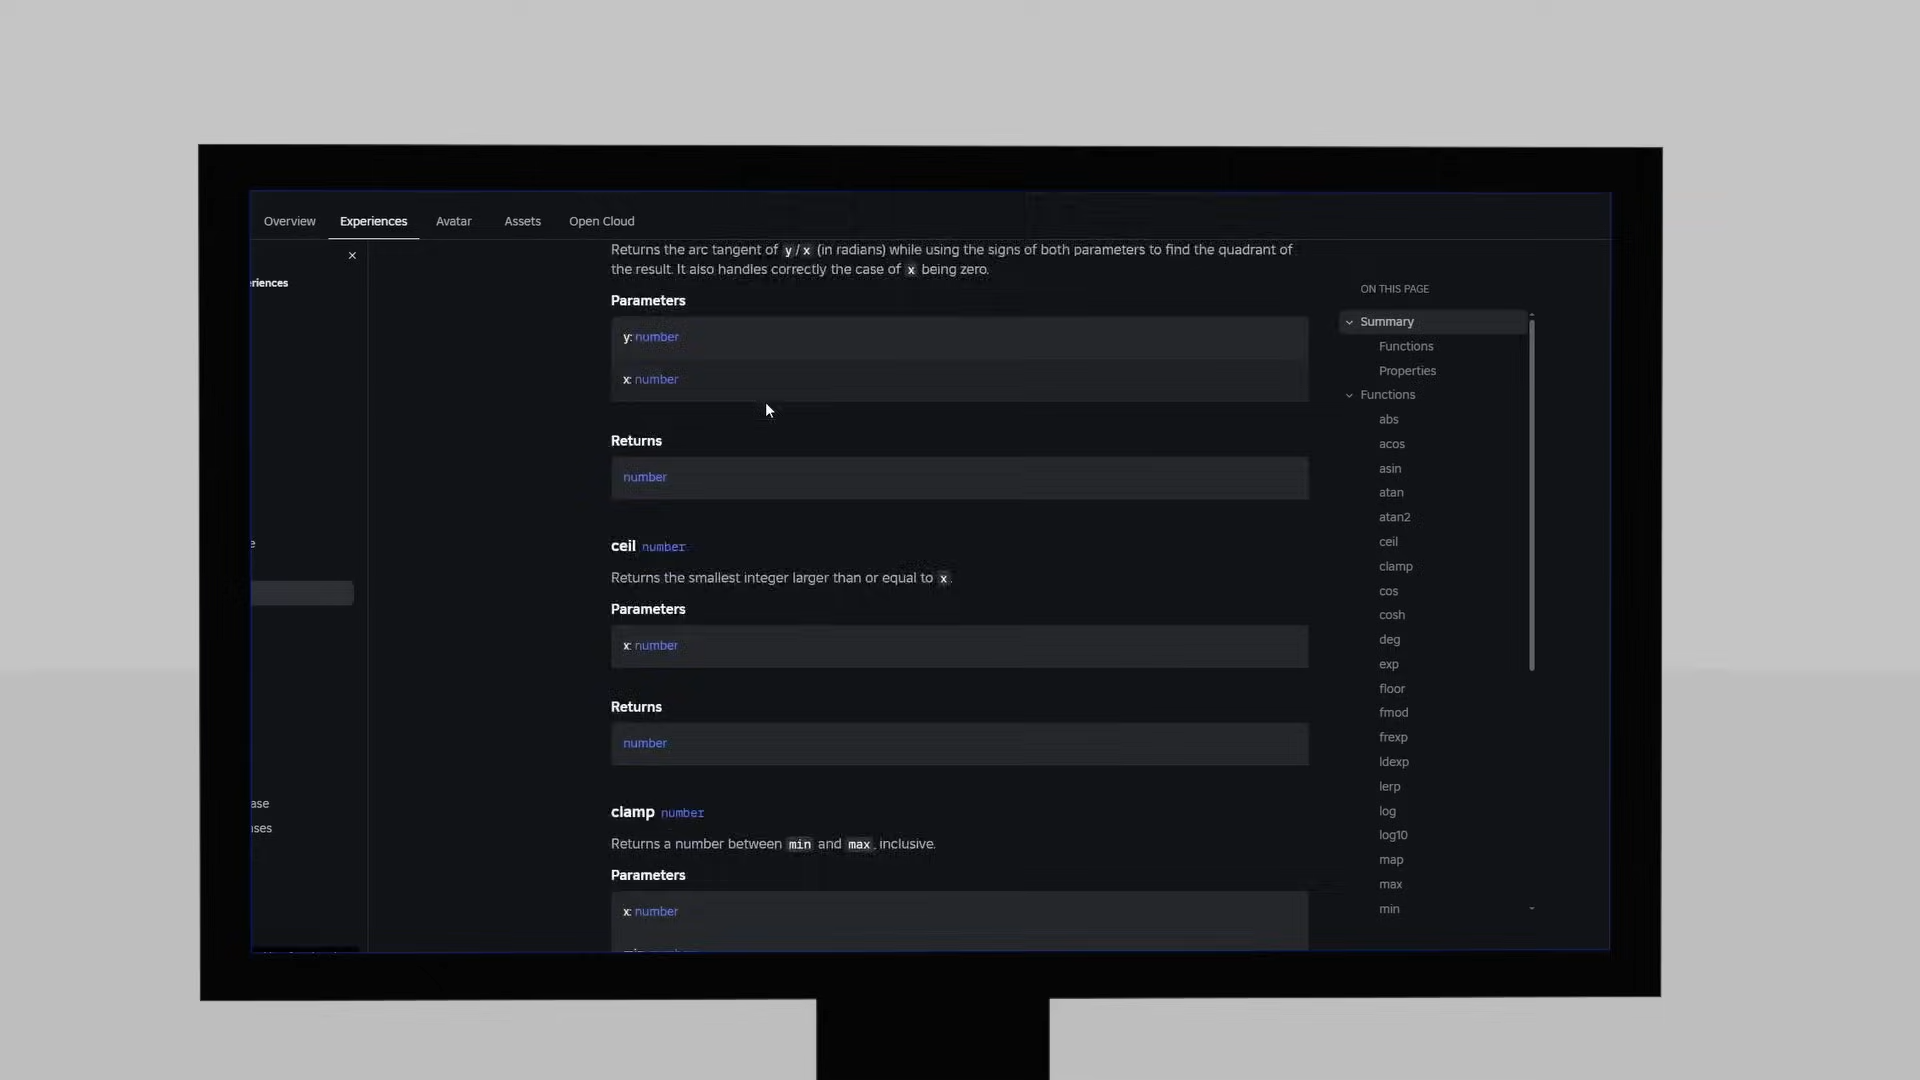 Overview Experiences Avatar Assets Open Cloud
eriences
Returns the arc tangent of y/x (in radians) while using the signs of both parameters to find the quadrant of
the result. It also handles correctly the case of x being zero.
Parameters
y: number
x: number
Returns
number
ceil number
Returns the smallest integer larger than or equal to x.
Parameters
x: number
Returns
number
clamp number
Returns a number between min and max, inclusive.
Parameters
x: number
e
ase
ases
ON THIS PAGE
Summary
Functions
Properties
Functions
abs
acos
asin
atan
atan2
ceil
clamp
cos
cosh
deg
exp
floor
fmod
frexp
ldexp
lerp
log
log10
map
max
min